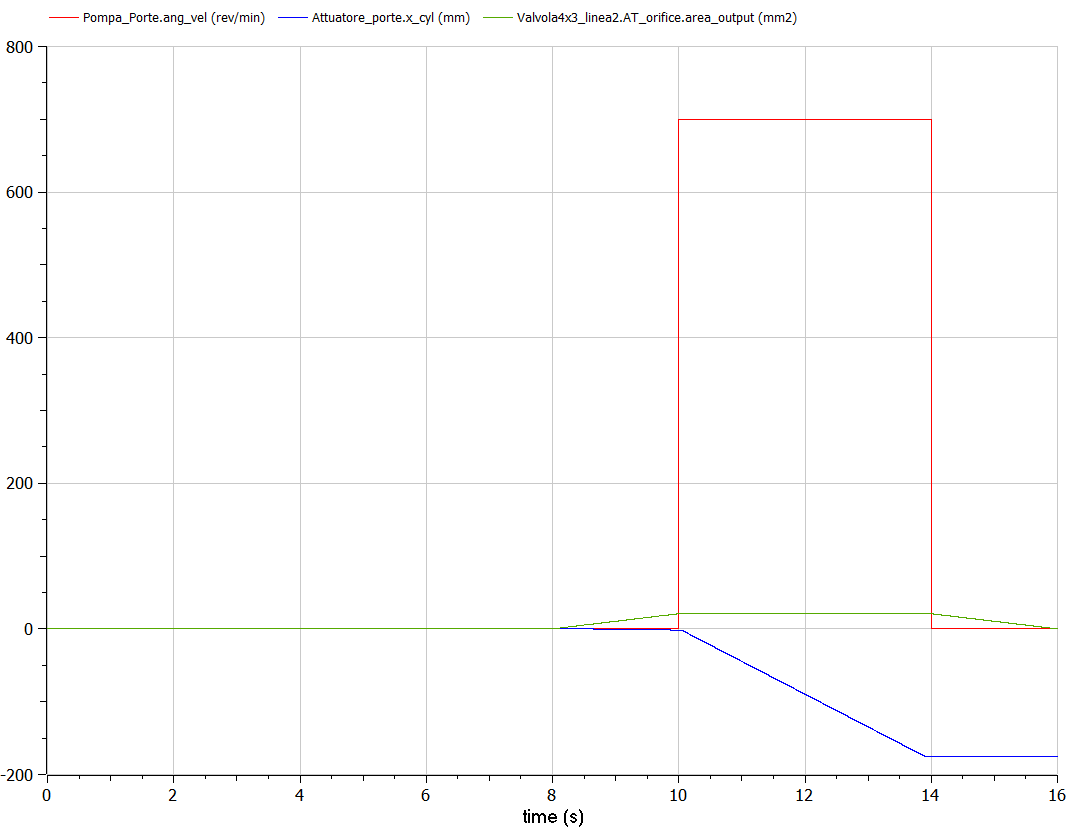 Pompa_Porte.ang_vel (rev/min) Attuatore_porte.x_cyl (mm) Valvola4x3_linea2.AT_orifice.area_output (mm2)
800
600
400
200
0
-200
0 2 4 6 8 10 12 14 16
time (s)